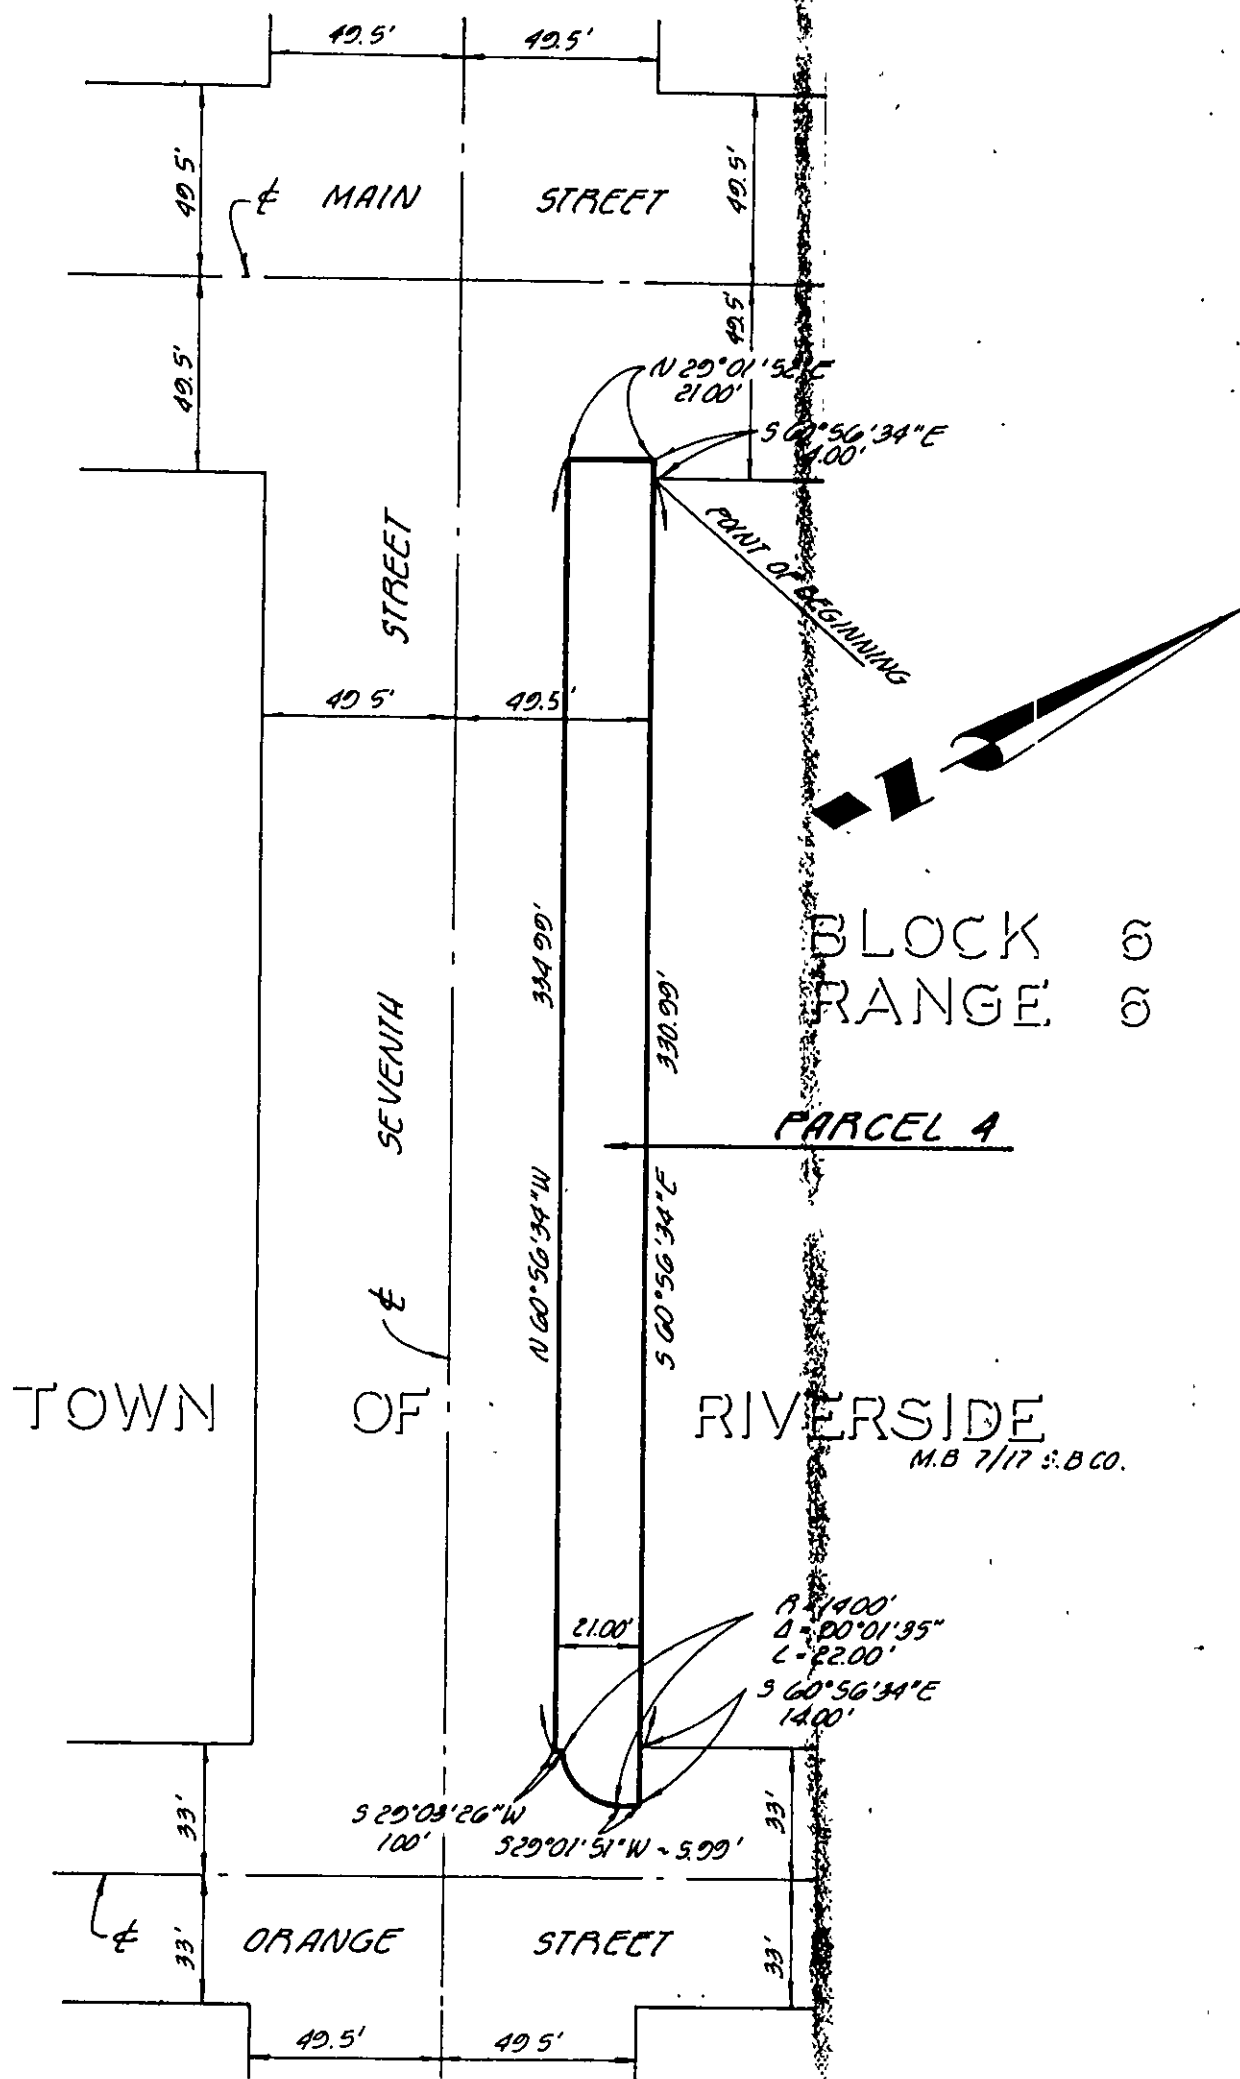 49.5' 49.5'
49 5' 49.5'
℄ MAIN STREET
49.5' 49.5'
N 29°01'52"E
21.00'
S 60°56'34"E
4.00'
POINT OF BEGINNING
STREET
49 5' 49.5'
334 99'
330.99'
BLOCK 6
RANGE 6
SEVENTH
PARCEL 4
N 60°56'34"W
S 60°56'34"E
℄
TOWN OF RIVERSIDE
M.B 7/17 S.B CO.
21.00'
R=14.00'
Δ=90°01'35"
L=22.00'
S 60°56'34"E
14.00'
S 29°03'26"W
1.00'
S29°01'51"W ~ 5.99'
33' 33'
℄
ORANGE STREET
33' 33'
49.5' 49 5'